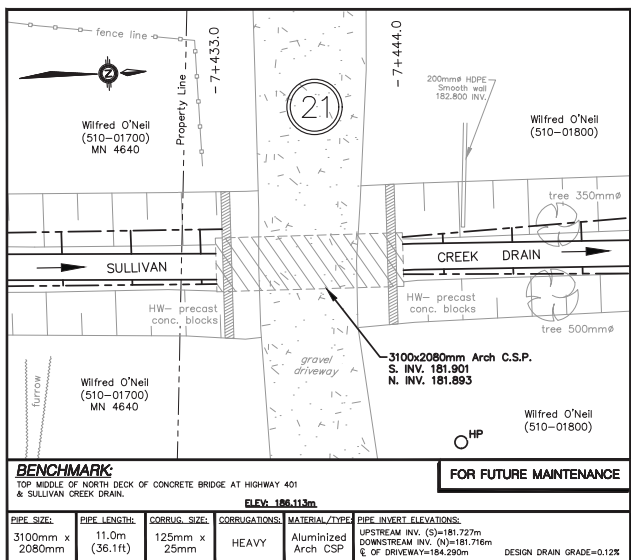 fence line
Property Line
-7+433.0
21
-7+444.0
200mmø HDPE
Smooth wall
182.800 INV.
N
Wilfred O'Neil
(510-01700)
MN 4640
Wilfred O'Neil
(510-01800)
tree 350mmø
SULLIVAN
CREEK DRAIN
HW- precast
conc. blocks
HW- precast
conc. blocks
tree 500mmø
gravel
driveway
3100x2080mm Arch C.S.P.
S. INV. 181.901
N. INV. 181.893
furrow
Wilfred O'Neil
(510-01700)
MN 4640
Wilfred O'Neil
(510-01800)
HP
BENCHMARK:
TOP MIDDLE OF NORTH DECK OF CONCRETE BRIDGE AT HIGHWAY 401
& SULLIVAN CREEK DRAIN.
ELEV: 186.113m
FOR FUTURE MAINTENANCE
PIPE SIZE:
3100mm x
2080mm
PIPE LENGTH:
11.0m
(36.1ft)
CORRUG. SIZE:
125mm x
25mm
CORRUGATIONS:
HEAVY
MATERIAL/TYPE:
Aluminized
Arch CSP
PIPE INVERT ELEVATIONS:
UPSTREAM INV. (S)=181.727m
DOWNSTREAM INV. (N)=181.716m
℄ OF DRIVEWAY=184.290m
DESIGN DRAIN GRADE=0.12%